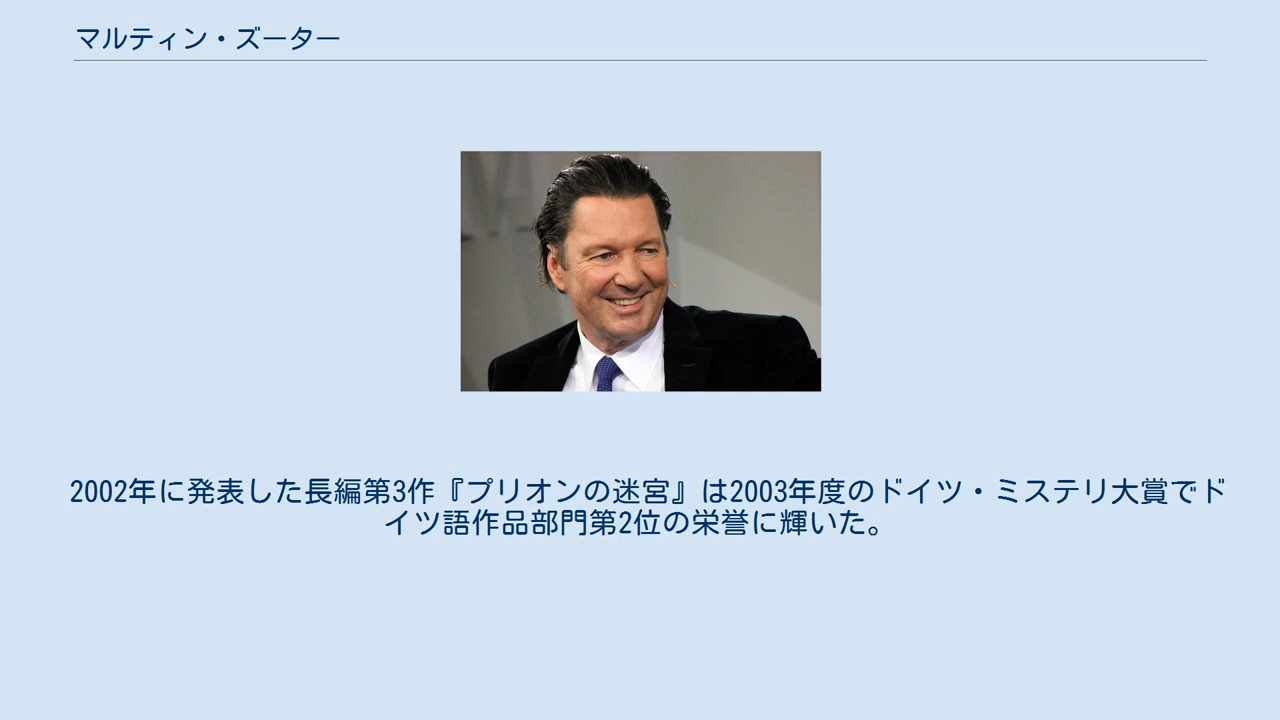 マルティン・ズーター
2002年に発表した長編第3作『プリオンの迷宮』は2003年度のドイツ・ミステリ大賞でド
イツ語作品部門第2位の栄誉に輝いた。